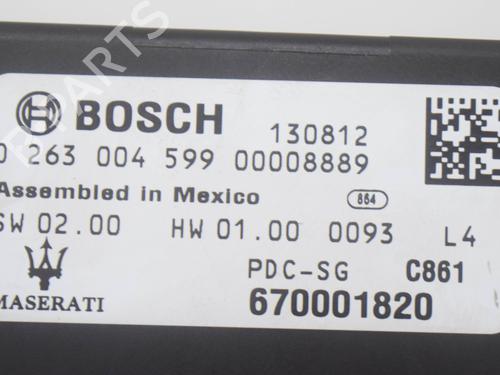 BOSCH 130812
0 263 004 599 00008889
Assembled in Mexico 864
SW 02.00 HW 01.00 0093 L4
PDC-SG C861
MASERATI 670001820